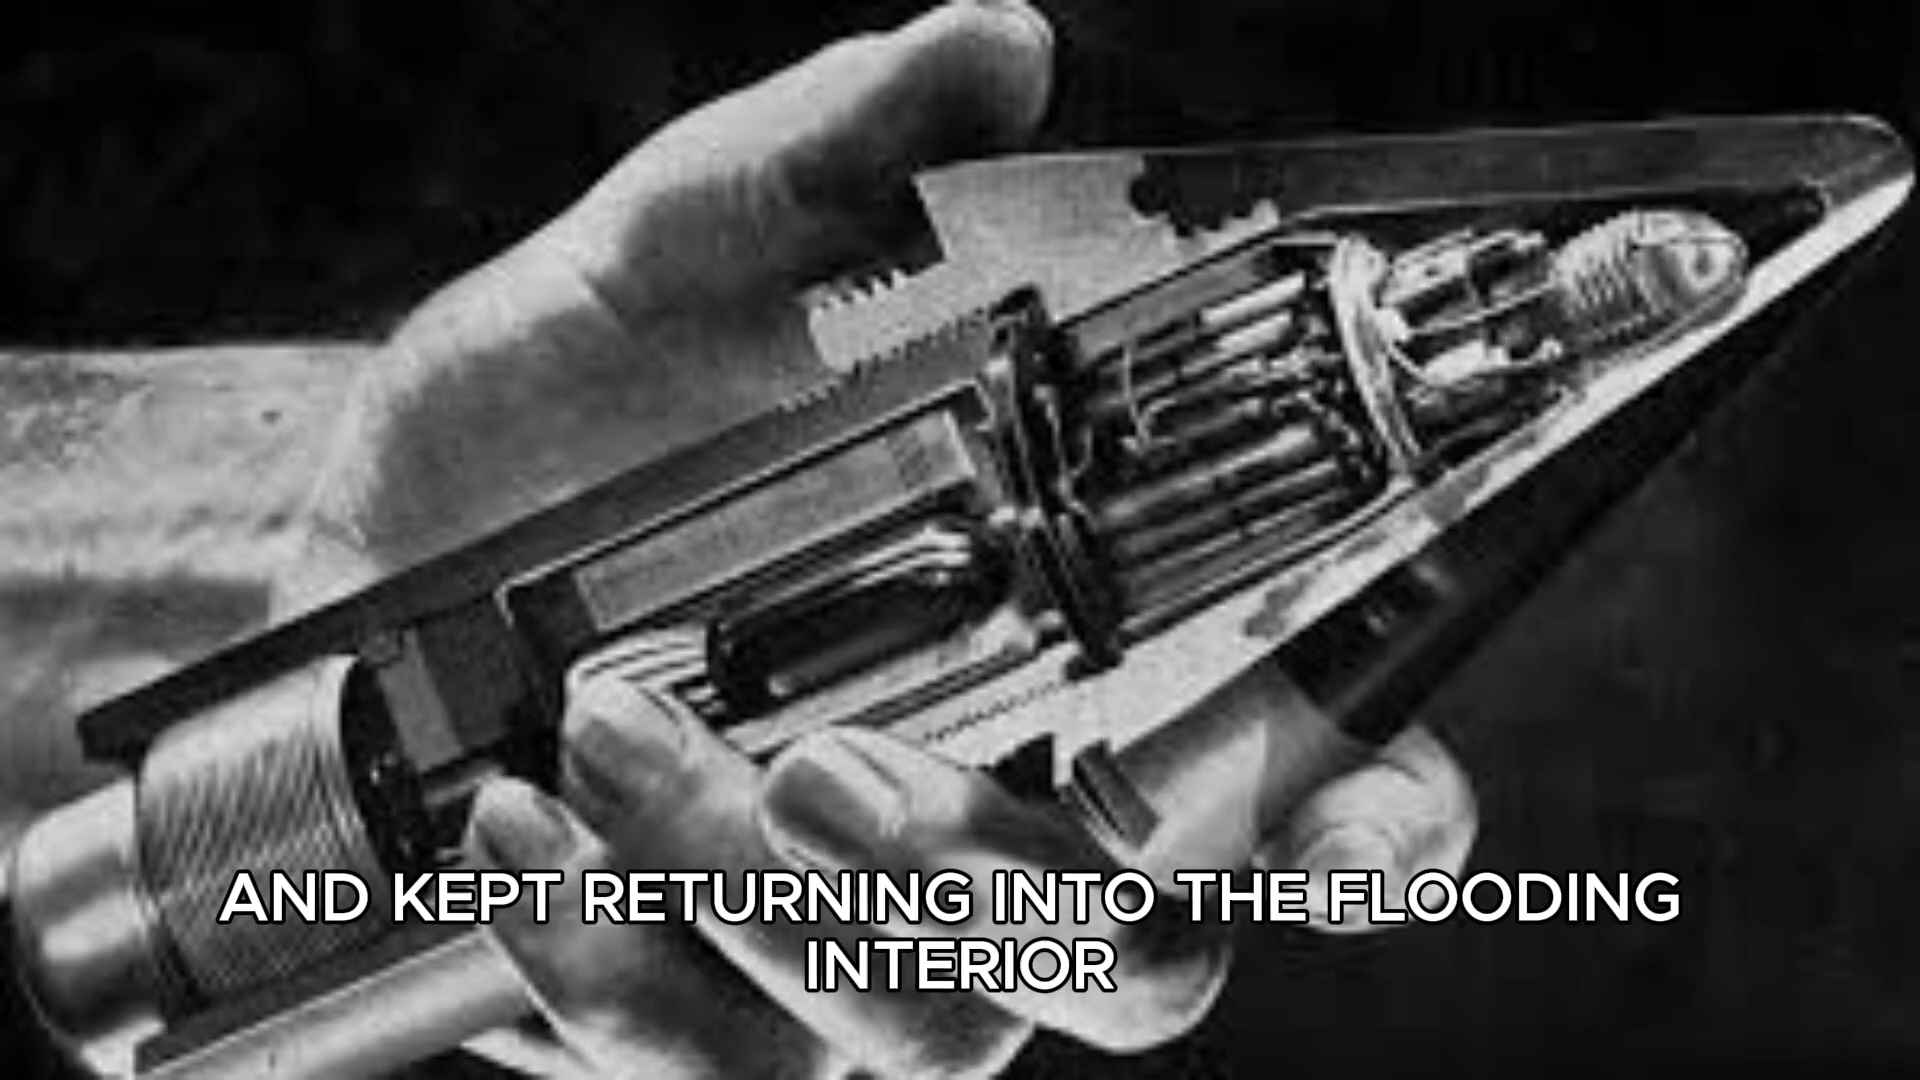 AND KEPT RETURNING INTO THE FLOODING
INTERIOR